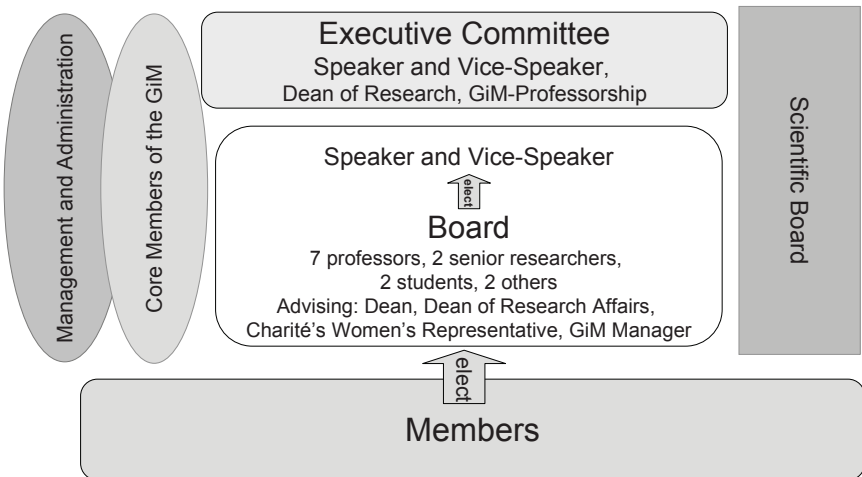 Management and Administration
Core Members of the GiM
Executive Committee
Speaker and Vice-Speaker,
Dean of Research, GiM-Professorship
Speaker and Vice-Speaker
elect
Board
7 professors, 2 senior researchers,
2 students, 2 others
Advising: Dean, Dean of Research Affairs,
Charité's Women's Representative, GiM Manager
elect
Members
Scientific Board